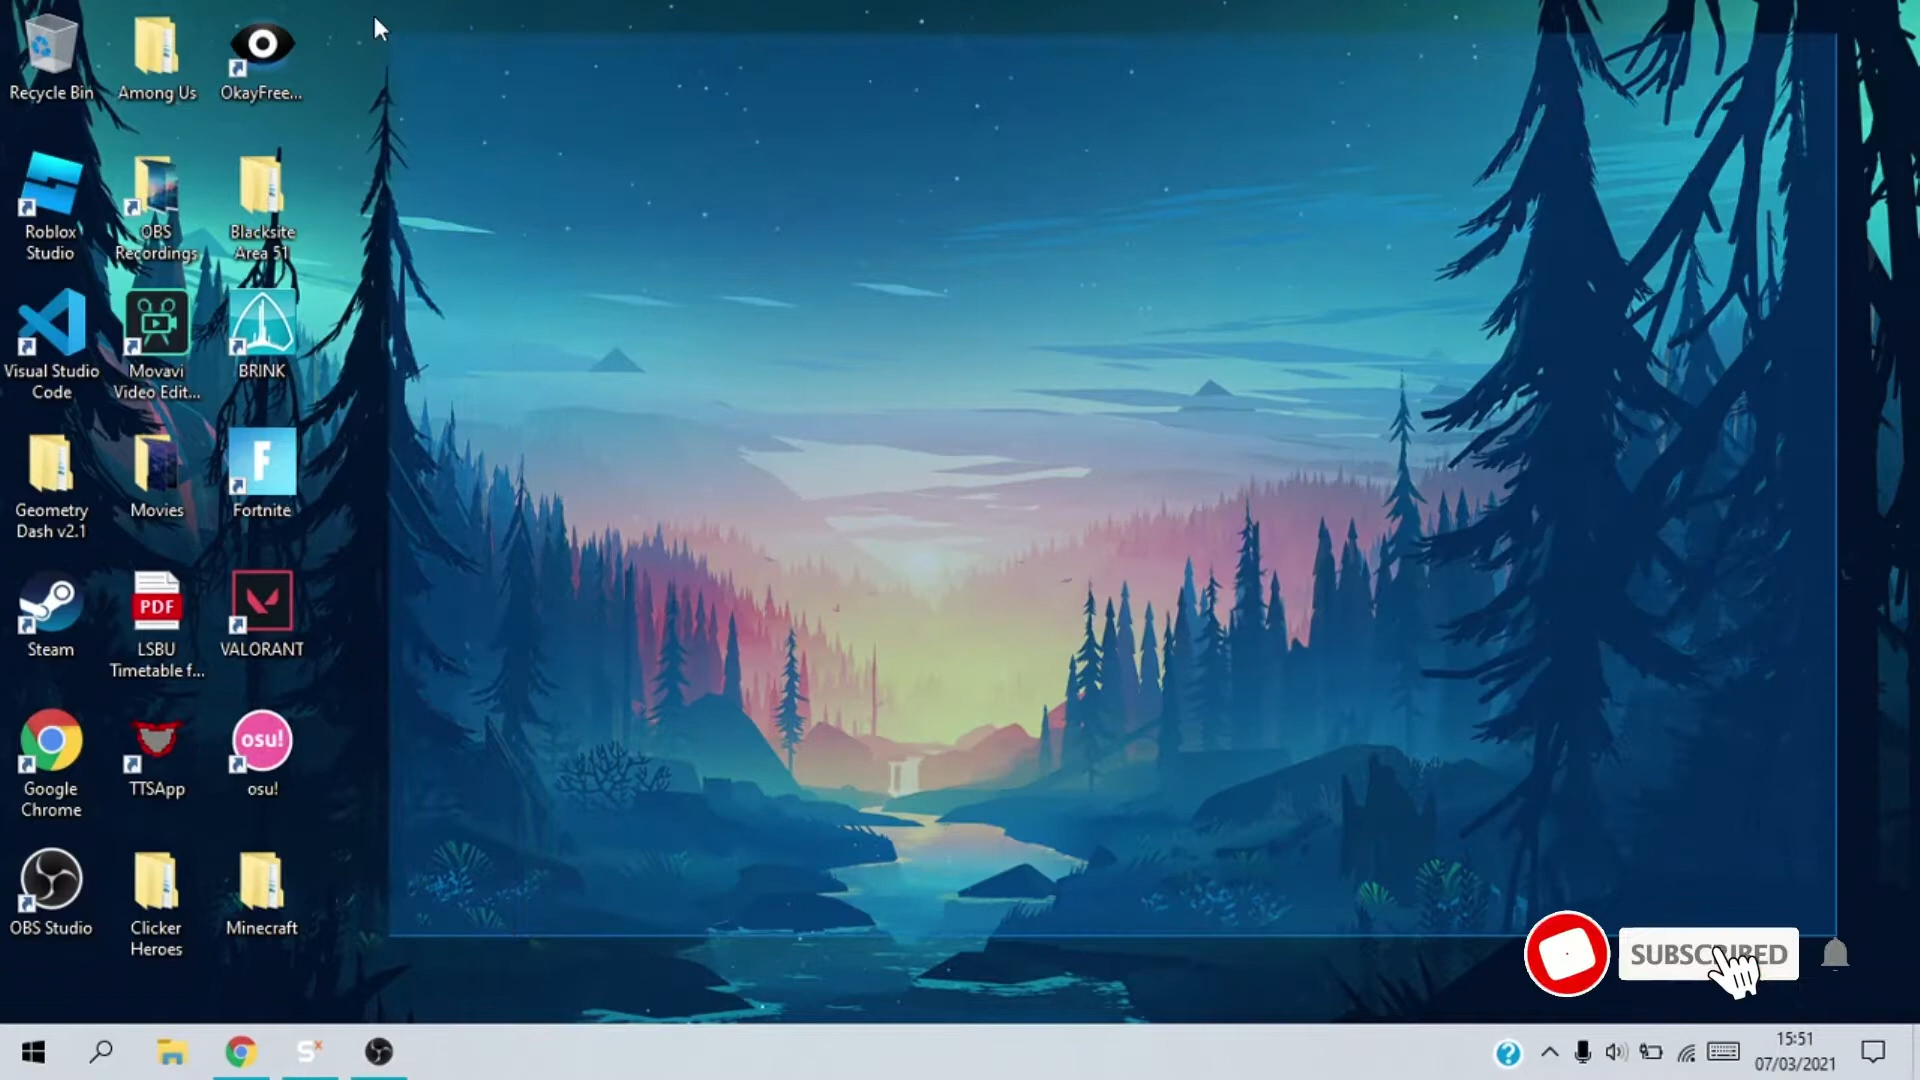 Recycle Bin
Among Us
OkayFree...
Roblox
Studio
OBS
Recordings
Blacksite
Area 51
Visual Studio
Code
Movavi
Video Edit...
BRINK
Geometry
Dash v2.1
Movies
F
Fortnite
Steam
PDF
LSBU
Timetable f...
VALORANT
Google
Chrome
TTSApp
osu!
osu!
OBS Studio
Clicker
Heroes
Minecraft
SUBSCRIBED
S x
?
15:51
07/03/2021